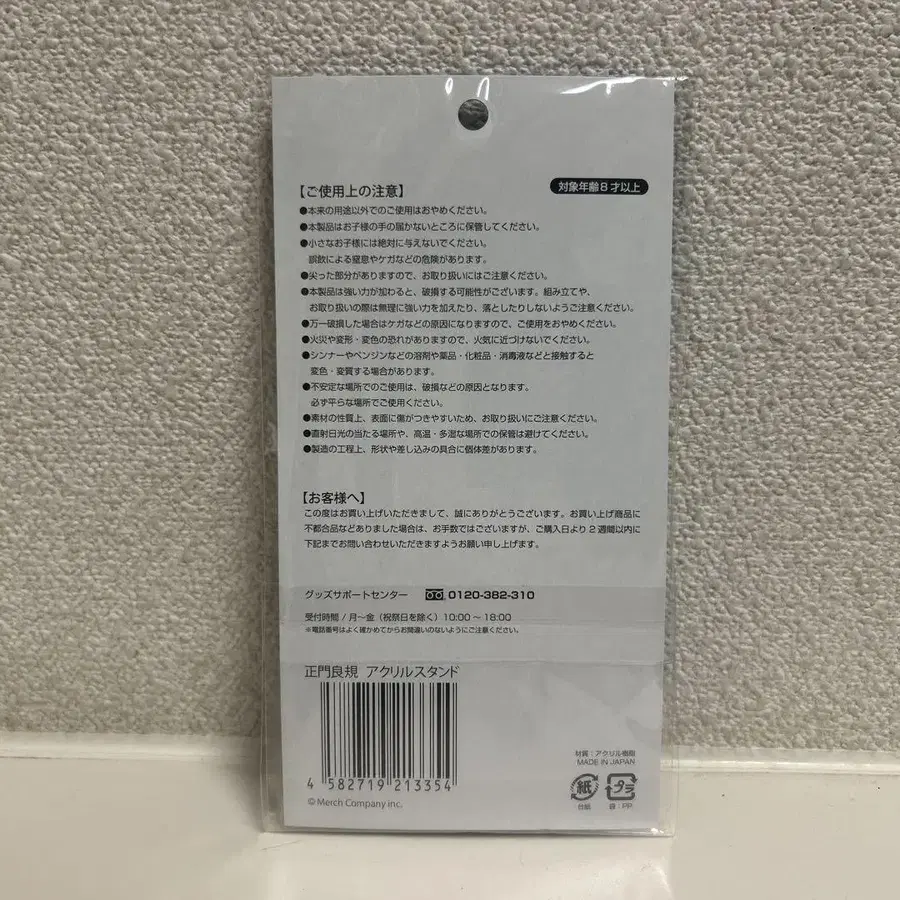 【ご使用上の注意】
対象年齢8才以上
●本来の用途以外でのご使用はおやめください。
●本製品はお子様の手の届かないところに保管してください。
●小さなお子様には絶対に与えないでください。
誤飲による窒息やケガなどの危険があります。
●尖った部分がありますので、お取り扱いにはご注意ください。
●本製品は強い力が加わると、破損する可能性がございます。組み立てや、
お取り扱いの際は無理に強い力を加えたり、落としたりしないようご注意ください。
●万一破損した場合はケガなどの原因になりますので、ご使用をおやめください。
●火災や変形・変色の恐れがありますので、火気に近づけないでください。
●シンナーやベンジンなどの溶剤や薬品・化粧品・消毒液などと接触すると
変色・変質する場合があります。
●不安定な場所でのご使用は、破損などの原因となります。
必ず平らな場所でご使用ください。
●素材の性質上、表面に傷がつきやすいため、お取り扱いにご注意ください。
●直射日光の当たる場所や、高温・多湿な場所での保管は避けてください。
●製造の工程上、形状や差し込みの具合に個体差があります。
【お客様へ】
この度はお買い上げいただきまして、誠にありがとうございます。お買い上げ商品に
不都合品などありました場合は、お手数ではございますが、ご購入日より2週間以内に
下記までお問い合わせいただきますようお願い申し上げます。
グッズサポートセンター 0120-382-310
受付時間 / 月〜金（祝祭日を除く）10:00 〜 18:00
※電話番号はよく確かめてからお間違いのないようにご注意ください。
正門良規 アクリルスタンド
4 582719 213354
© Merch Company inc.
材質：アクリル樹脂
MADE IN JAPAN
紙 プラ
台紙 袋：PP